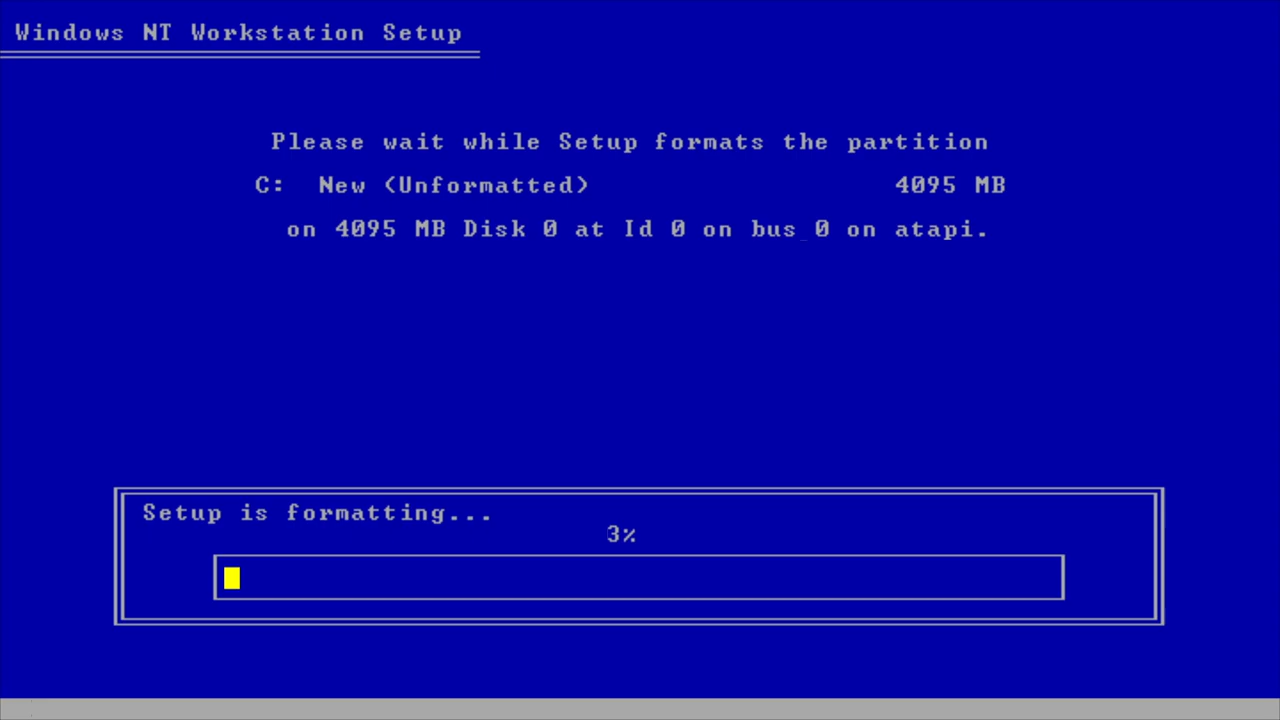 Windows NT Workstation Setup
Please wait while Setup formats the partition
C:  New (Unformatted)                   4095 MB
on 4095 MB Disk 0 at Id 0 on bus 0 on atapi.
Setup is formatting...
3%